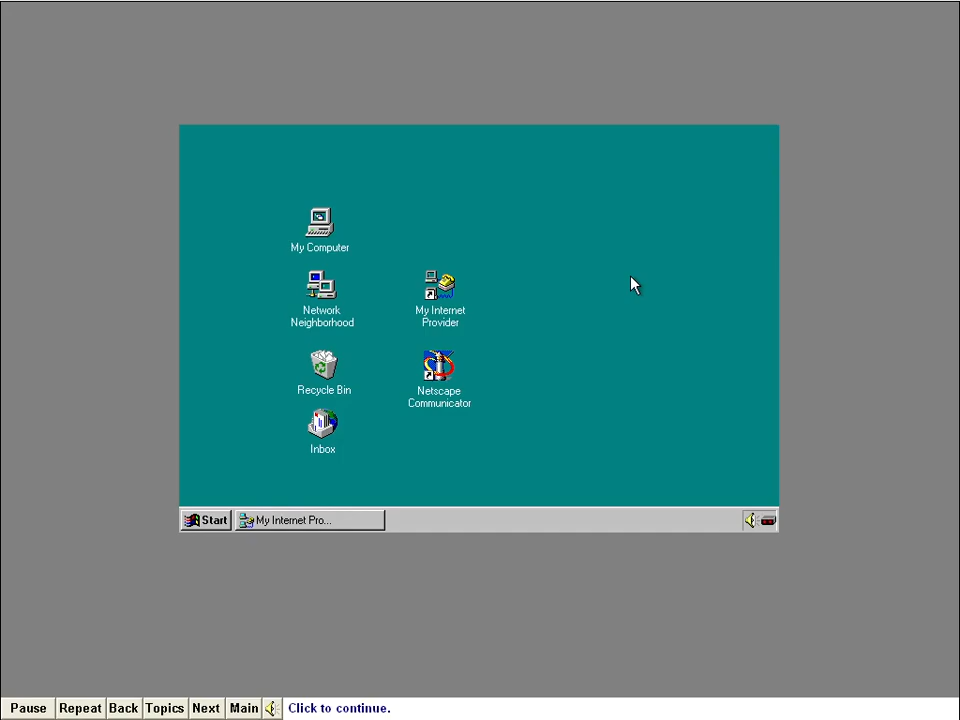 My Computer
Network
Neighborhood
My Internet
Provider
Recycle Bin
Netscape
Communicator
Inbox
Start
My Internet Pro...
Pause
Repeat
Back
Topics
Next
Main
Click to continue.